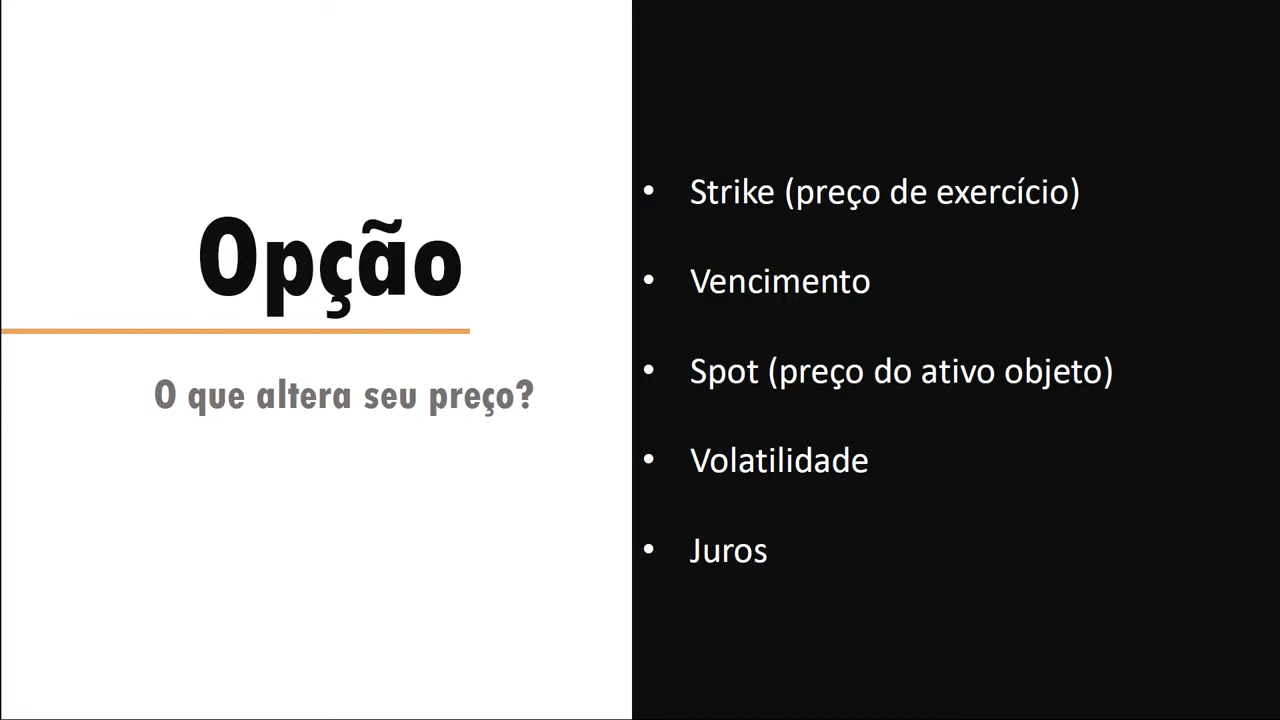 Opção
O que altera seu preço?
• Strike (preço de exercício)
• Vencimento
• Spot (preço do ativo objeto)
• Volatilidade
• Juros